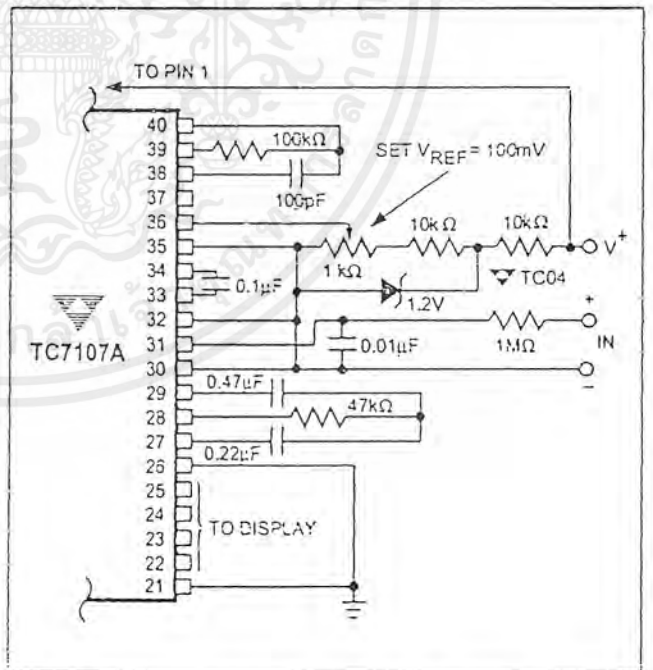 TO PIN 1
40
39
38
37
36
35
34
33
32
31
30
29
28
27
26
25
24
23
22
21
TC7107A
100kΩ
100pF
SET VREF = 100mV
10kΩ
10kΩ
V+
1 kΩ
TC04
0.1µF
1.2V
+
IN
–
0.01µF
1MΩ
0.47µF
47kΩ
0.22µF
TO DISPLAY